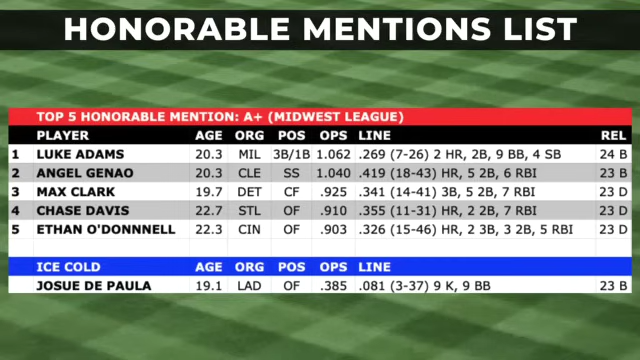 HONORABLE MENTIONS LIST
TOP 5 HONORABLE MENTION: A+ (MIDWEST LEAGUE)
PLAYER AGE ORG POS OPS LINE REL
1 LUKE ADAMS 20.3 MIL 3B/1B 1.062 .269 (7-26) 2 HR, 2B, 9 BB, 4 SB 24 B
2 ANGEL GENAO 20.3 CLE SS 1.040 .419 (18-43) HR, 5 2B, 6 RBI 23 B
3 MAX CLARK 19.7 DET CF .925 .341 (14-41) 3B, 5 2B, 7 RBI 23 D
4 CHASE DAVIS 22.7 STL OF .910 .355 (11-31) HR, 2 2B, 7 RBI 23 D
5 ETHAN O'DONNNELL 22.3 CIN OF .903 .326 (15-46) HR, 2 3B, 3 2B, 5 RBI 23 D
ICE COLD AGE ORG POS OPS LINE
JOSUE DE PAULA 19.1 LAD OF .385 .081 (3-37) 9 K, 9 BB 23 B